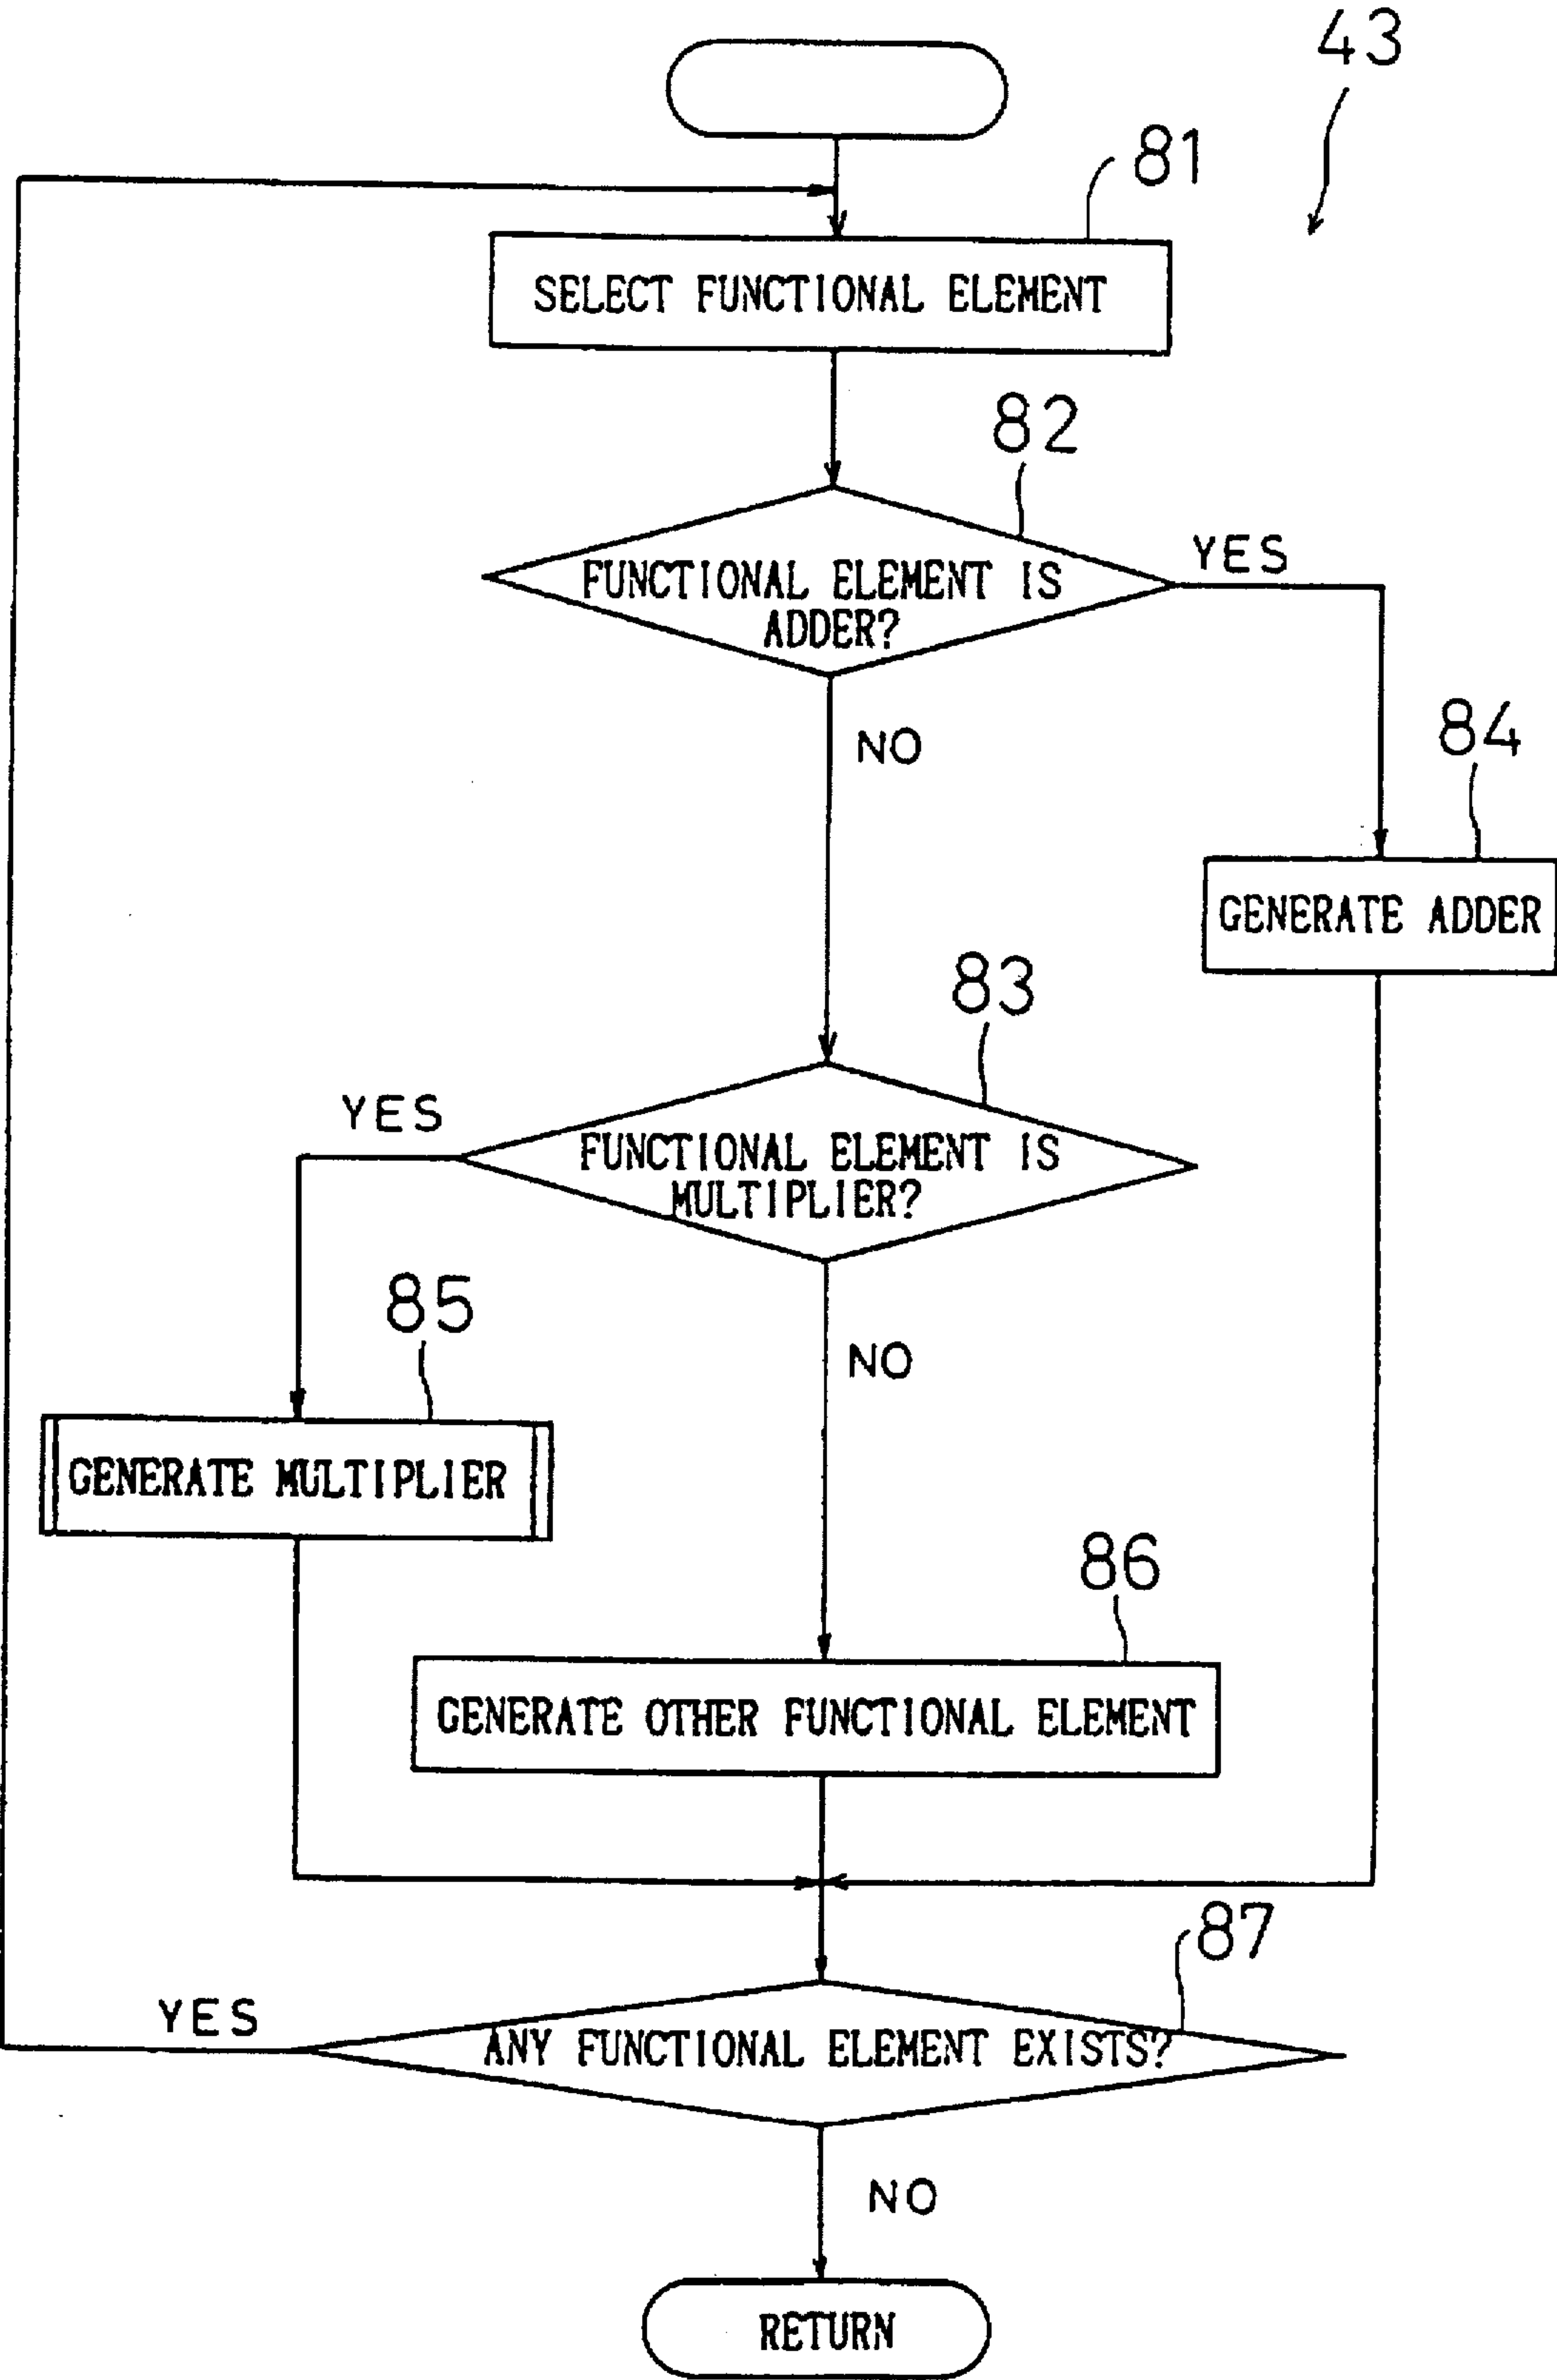 43
81
SELECT FUNCTIONAL ELEMENT
82
FUNCTIONAL ELEMENT IS
ADDER?
YES
NO
84
GENERATE ADDER
83
YES
FUNCTIONAL ELEMENT IS
MULTIPLIER?
85
NO
GENERATE MULTIPLIER
86
GENERATE OTHER FUNCTIONAL ELEMENT
87
YES
ANY FUNCTIONAL ELEMENT EXISTS?
NO
RETURN